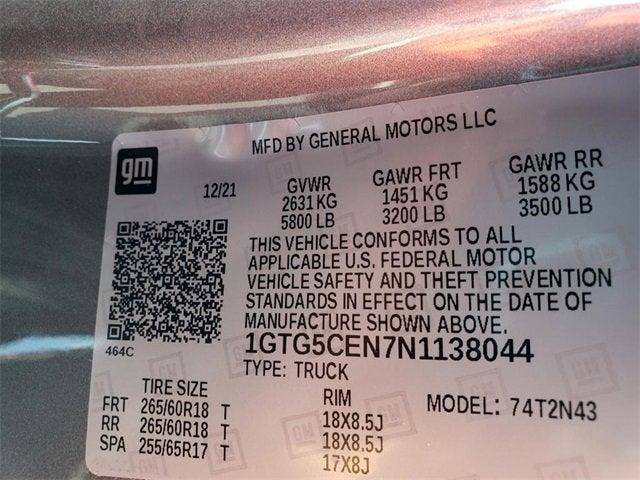 MFD BY GENERAL MOTORS LLC
gm
12/21
GVWR GAWR FRT GAWR RR
2631 KG 1451 KG 1588 KG
5800 LB 3200 LB 3500 LB
THIS VEHICLE CONFORMS TO ALL
APPLICABLE U.S. FEDERAL MOTOR
VEHICLE SAFETY AND THEFT PREVENTION
STANDARDS IN EFFECT ON THE DATE OF
MANUFACTURE SHOWN ABOVE.
464C
1GTG5CEN7N1138044
TYPE: TRUCK
TIRE SIZE RIM MODEL: 74T2N43
FRT 265/60R18 T 18X8.5J
RR 265/60R18 T 18X8.5J
SPA 255/65R17 T 17X8J